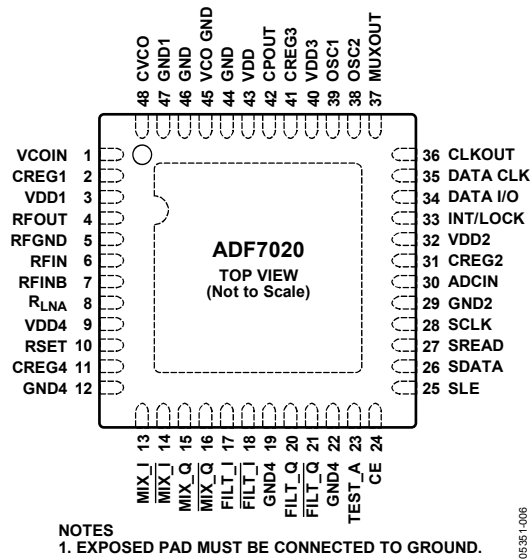 48 CVCO
47 GND1
46 GND
45 VCO GND
44 GND
43 VDD
42 CPOUT
41 CREG3
40 VDD3
39 OSC1
38 OSC2
37 MUXOUT
VCOIN 1
CREG1 2
VDD1 3
RFOUT 4
RFGND 5
RFIN 6
RFINB 7
RLNA 8
VDD4 9
RSET 10
CREG4 11
GND4 12
ADF7020
TOP VIEW
(Not to Scale)
36 CLKOUT
35 DATA CLK
34 DATA I/O
33 INT/LOCK
32 VDD2
31 CREG2
30 ADCIN
29 GND2
28 SCLK
27 SREAD
26 SDATA
25 SLE
MIX_I 13
M̅I̅X̅_̅I̅ 14
MIX_Q 15
M̅I̅X̅_̅Q̅ 16
FILT_I 17
F̅I̅L̅T̅_̅I̅ 18
GND4 19
FILT_Q 20
F̅I̅L̅T̅_̅Q̅ 21
GND4 22
TEST_A 23
CE 24
NOTES
1. EXPOSED PAD MUST BE CONNECTED TO GROUND.
05351-006